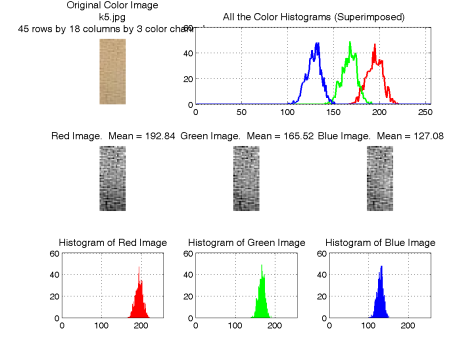 Original Color Image
k5.jpg
45 rows by 18 columns by 3 color
All the Color Histograms (Superimposed)
60
40
20
0
0 50 100 150 200 250
Red Image. Mean = 192.84
Green Image. Mean = 165.52
Blue Image. Mean = 127.08
Histogram of Red Image
60
40
20
0
0 100 200
Histogram of Green Image
60
40
20
0
0 100 200
Histogram of Blue Image
60
40
20
0
0 100 200